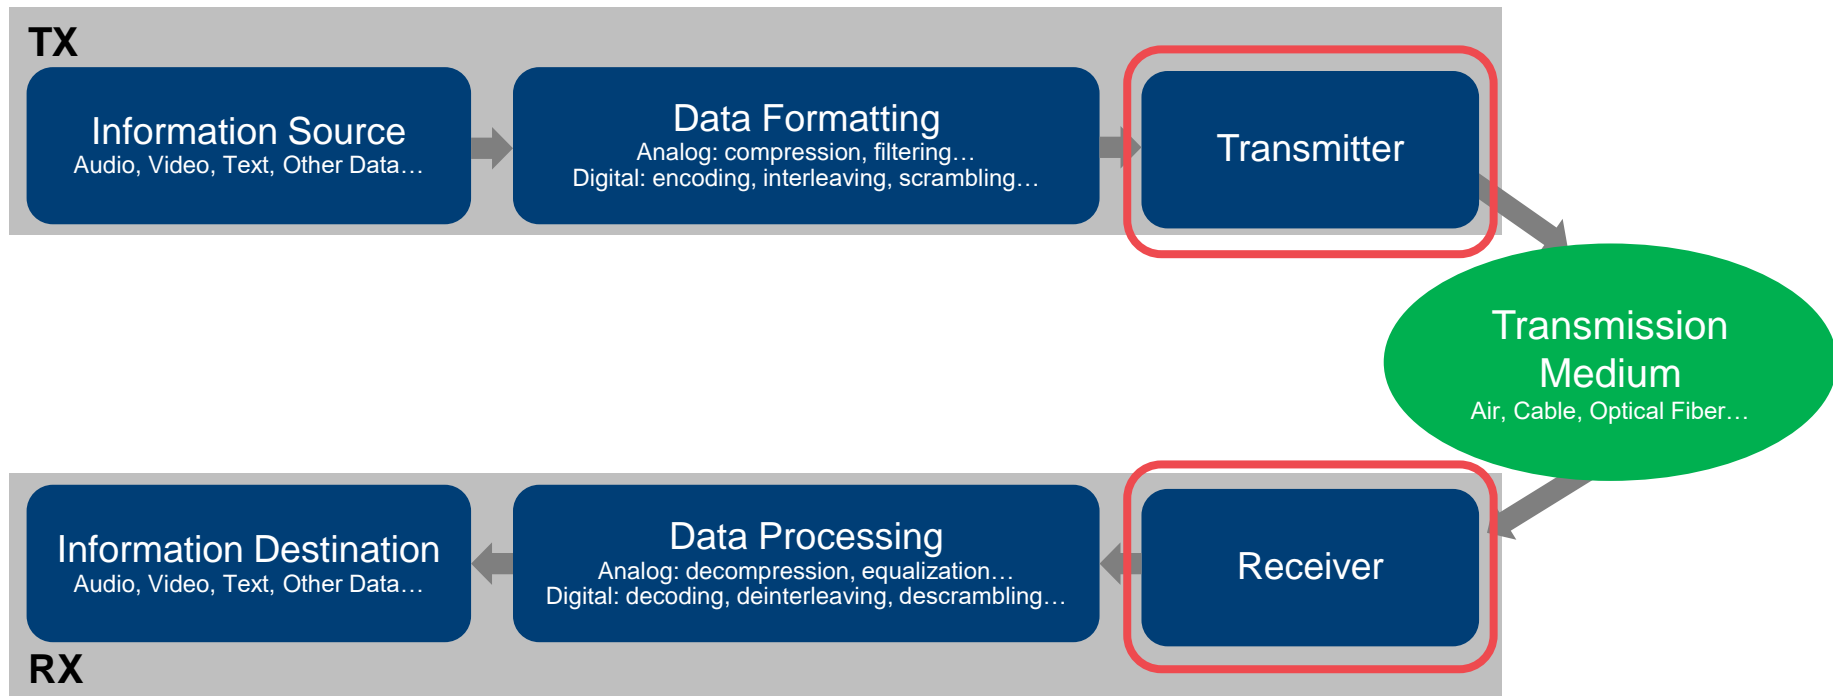 TX
Information Source
Audio, Video, Text, Other Data…
Data Formatting
Analog: compression, filtering…
Digital: encoding, interleaving, scrambling…
Transmitter
Transmission
Medium
Air, Cable, Optical Fiber…
Information Destination
Audio, Video, Text, Other Data…
Data Processing
Analog: decompression, equalization…
Digital: decoding, deinterleaving, descrambling…
Receiver
RX